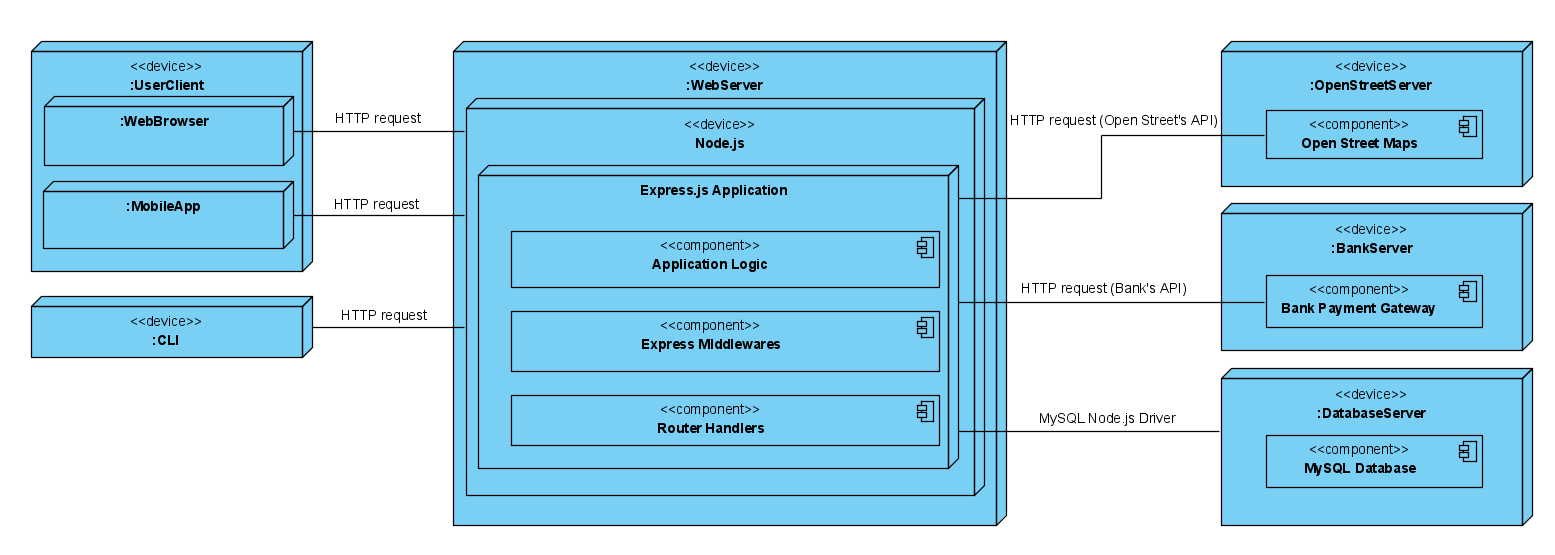 <<device>>
:UserClient
:WebBrowser
:MobileApp
<<device>>
:CLI
HTTP request
HTTP request
HTTP request
<<device>>
:WebServer
<<device>>
Node.js
Express.js Application
<<component>>
Application Logic
<<component>>
Express MIddlewares
<<component>>
Router Handlers
HTTP request (Open Street's API)
HTTP request (Bank's API)
MySQL Node.js Driver
<<device>>
:OpenStreetServer
<<component>>
Open Street Maps
<<device>>
:BankServer
<<component>>
Bank Payment Gateway
<<device>>
:DatabaseServer
<<component>>
MySQL Database